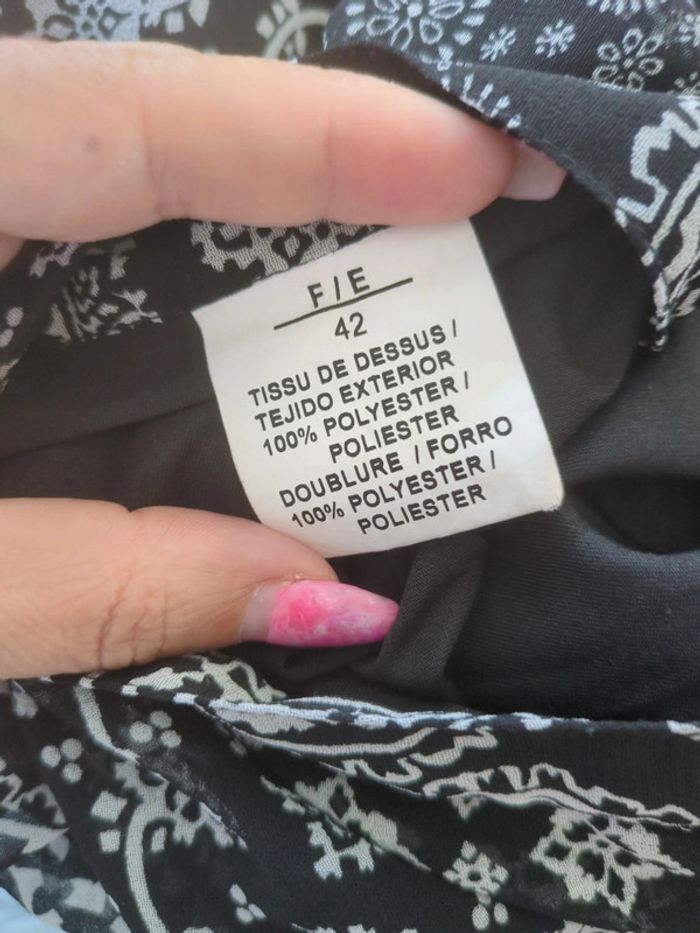 F / E
42
TISSU DE DESSUS /
TEJIDO EXTERIOR
100% POLYESTER /
POLIESTER
DOUBLURE / FORRO
100% POLYESTER /
POLIESTER